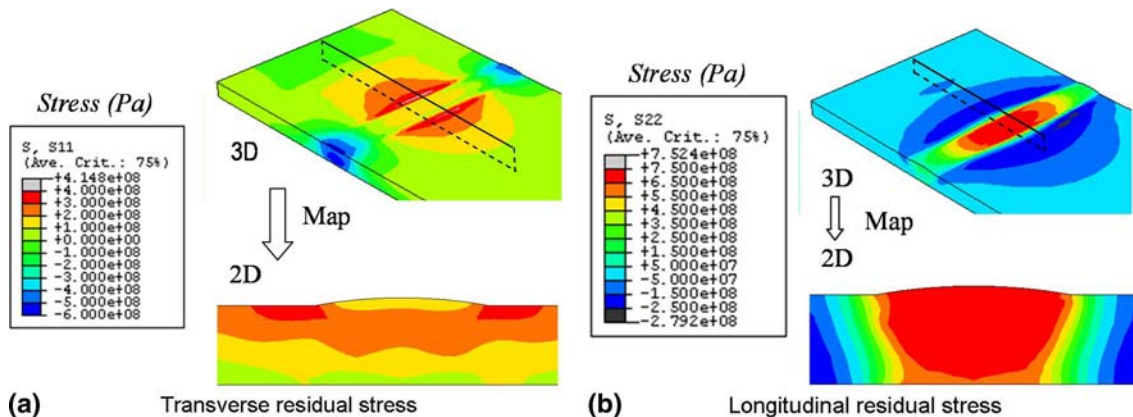 Stress (Pa)
S, S11
(Ave. Crit.: 75%)
+4.148e+08
+4.000e+08
+3.000e+08
+2.000e+08
+1.000e+08
+0.000e+00
-1.000e+08
-2.000e+08
-3.000e+08
-4.000e+08
-5.000e+08
-6.000e+08
3D
Map
2D
(a)
Transverse residual stress
Stress (Pa)
S, S22
(Ave. Crit.: 75%)
+7.524e+08
+7.500e+08
+6.500e+08
+5.500e+08
+4.500e+08
+3.500e+08
+2.500e+08
+1.500e+08
+5.000e+07
-5.000e+07
-1.500e+08
-2.500e+08
-2.792e+08
3D
Map
2D
(b)
Longitudinal residual stress